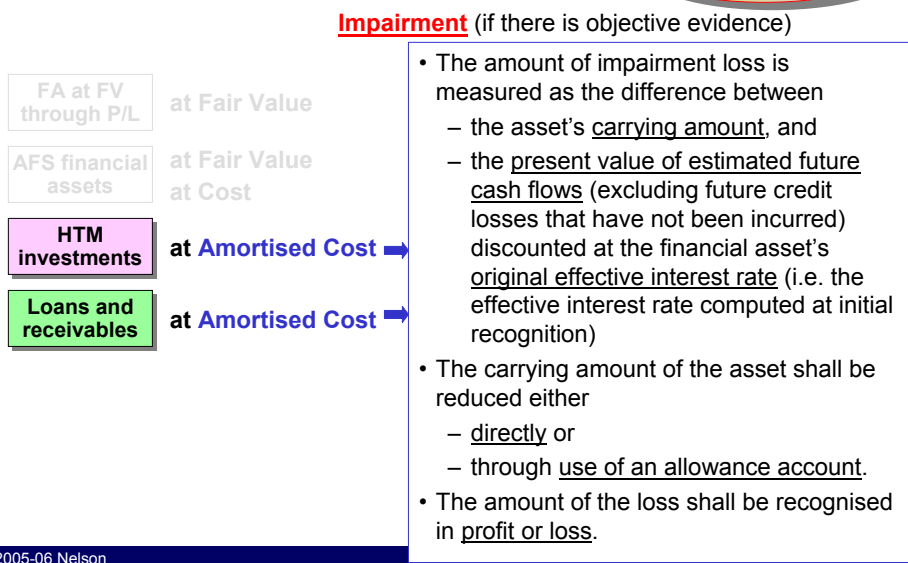 Impairment (if there is objective evidence)
FA at FV
through P/L
at Fair Value
AFS financial
assets
at Fair Value
at Cost
HTM
investments
at Amortised Cost
Loans and
receivables
at Amortised Cost
• The amount of impairment loss is
measured as the difference between
– the asset's carrying amount, and
– the present value of estimated future
cash flows (excluding future credit
losses that have not been incurred)
discounted at the financial asset's
original effective interest rate (i.e. the
effective interest rate computed at initial
recognition)
• The carrying amount of the asset shall be
reduced either
– directly or
– through use of an allowance account.
• The amount of the loss shall be recognised
in profit or loss.
2005-06 Nelson